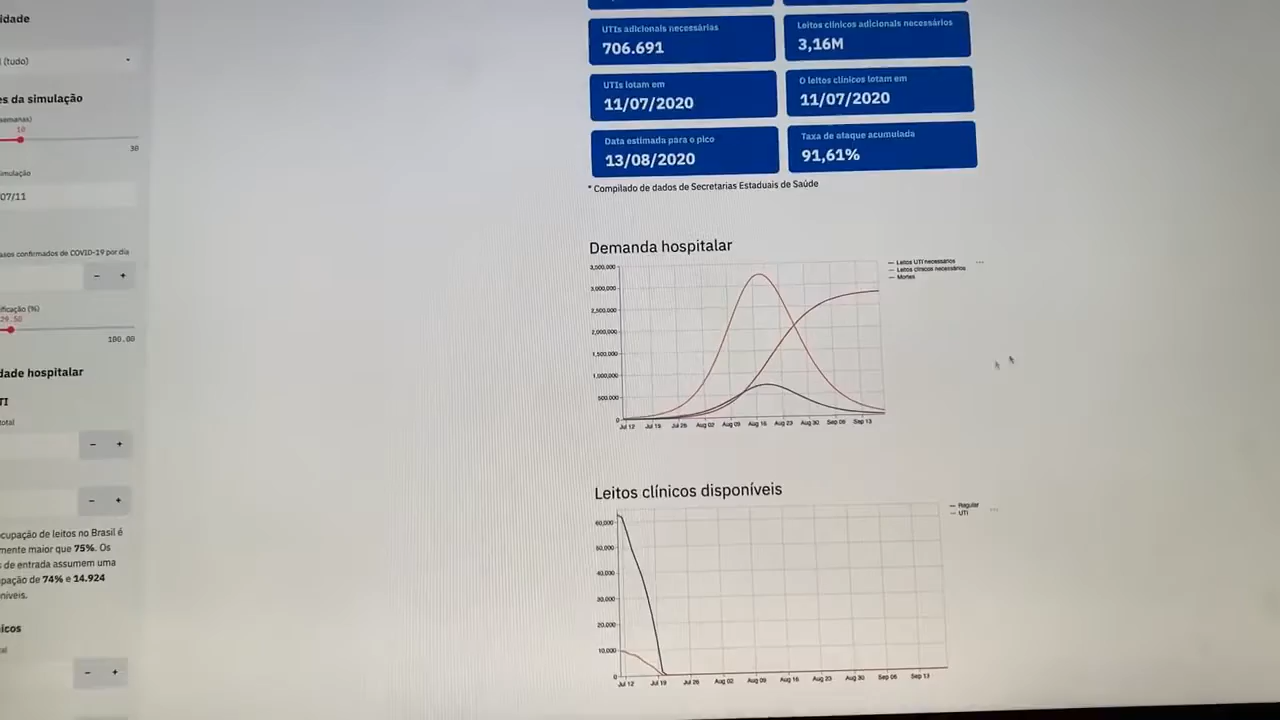 idade
l (tudo)
es da simulação
semanas)
10
30
imulação
07/11
asos confirmados de COVID-19 por dia
−
+
ificação (%)
29.50
100.00
dade hospitalar
TI
total
−
+
−
+
cupação de leitos no Brasil é
mente maior que 75%. Os
s de entrada assumem uma
pação de 74% e 14.924
níveis.
icos
tal
−
+
UTIs adicionais necessárias
706.691
Leitos clínicos adicionais necessários
3,16M
UTIs lotam em
11/07/2020
O leitos clínicos lotam em
11/07/2020
Data estimada para o pico
13/08/2020
Taxa de ataque acumulada
91,61%
* Compilado de dados de Secretarias Estaduais de Saúde
Demanda hospitalar
3,500,000
3,000,000
2,500,000
2,000,000
1,500,000
1,000,000
500,000
0
Jul 12 Jul 19 Jul 26 Aug 02 Aug 09 Aug 16 Aug 23 Aug 30 Sep 06 Sep 13
Leitos UTI necessários
Leitos clínicos necessários
Mortes
Leitos clínicos disponíveis
60,000
50,000
40,000
30,000
20,000
10,000
0
Jul 12 Jul 19 Jul 26 Aug 02 Aug 09 Aug 16 Aug 23 Aug 30 Sep 06 Sep 13
Regular
UTI